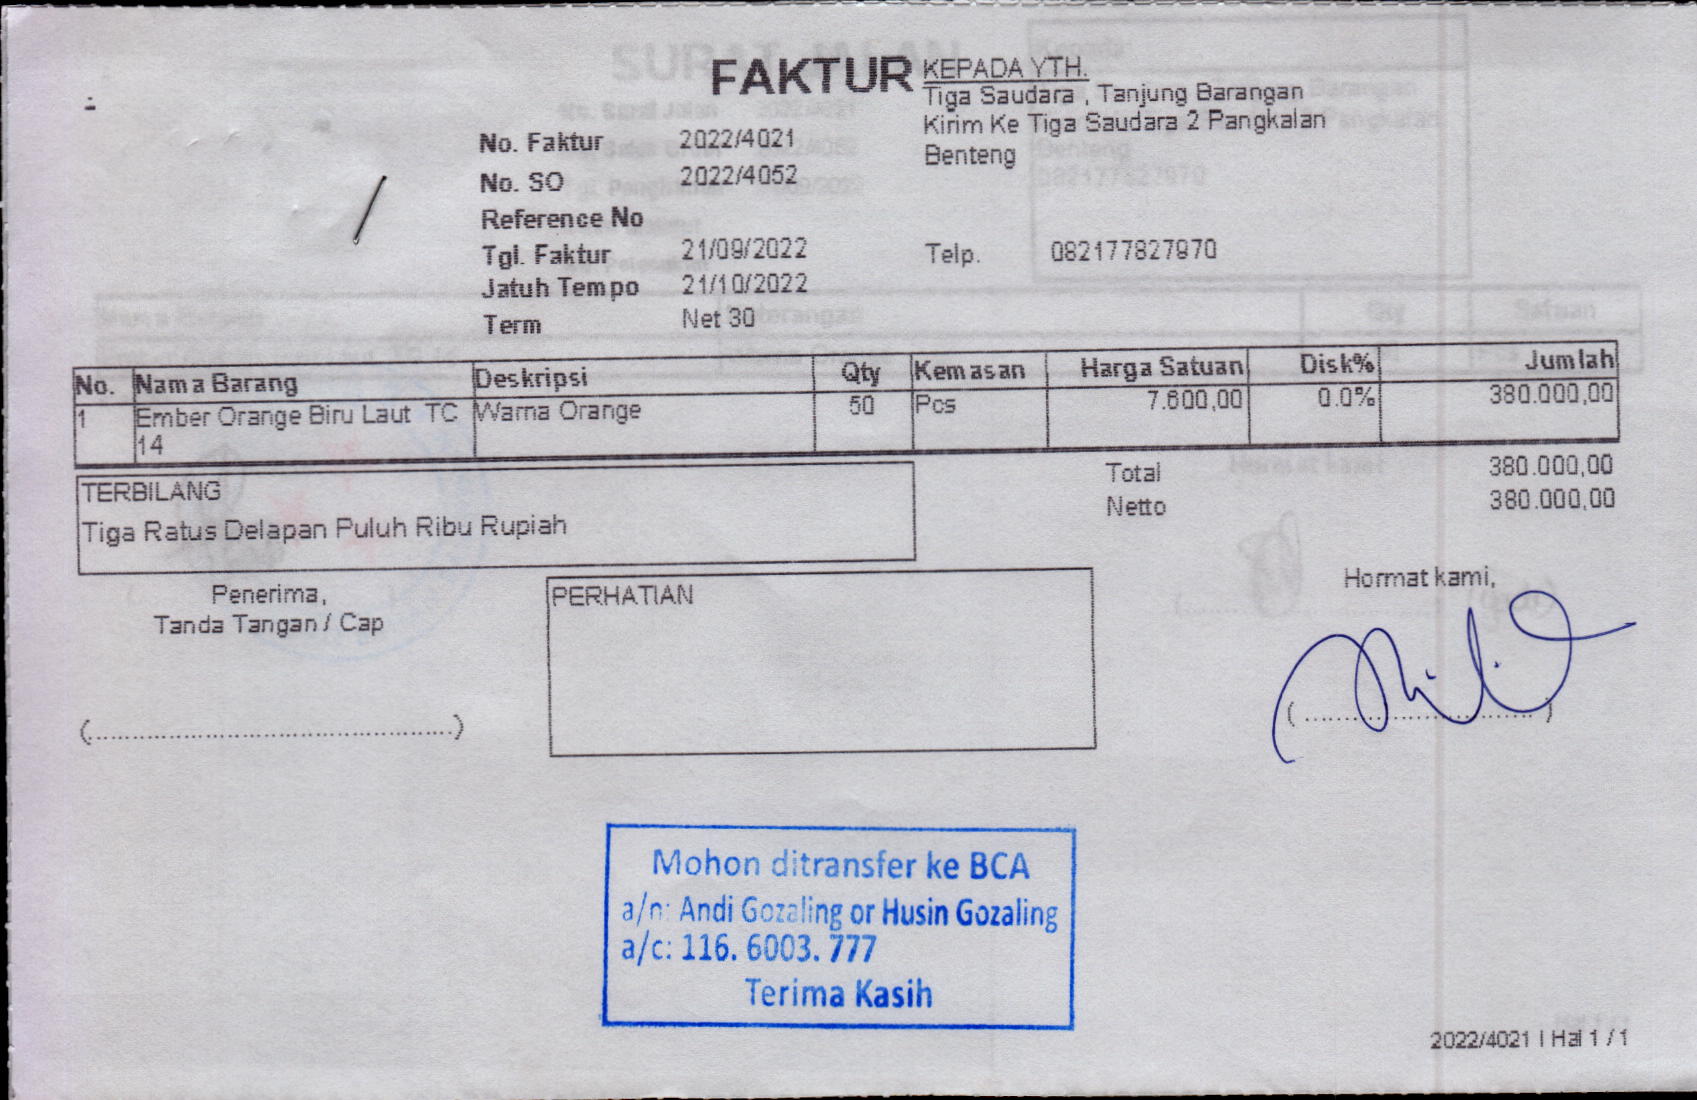 FAKTUR
KEPADA YTH.
Tiga Saudara , Tanjung Barangan
Kirim Ke Tiga Saudara 2 Pangkalan
Benteng
No. Faktur 2022/4021
No. SO 2022/4052
Reference No
Tgl. Faktur 21/09/2022
Jatuh Tempo 21/10/2022
Term Net 30
Telp. 082177827970
No. Nama Barang Deskripsi Qty Kemasan Harga Satuan Disk% Jumlah
1 Ember Orange Biru Laut TC Warna Orange 50 Pcs 7.600,00 0.0% 380.000,00
14
Total 380.000,00
Netto 380.000,00
TERBILANG
Tiga Ratus Delapan Puluh Ribu Rupiah
Penerima,
Tanda Tangan / Cap
PERHATIAN
Hormat kami,
(..............................................)
( ....................................... )
Mohon ditransfer ke BCA
a/n: Andi Gozaling or Husin Gozaling
a/c: 116. 6003. 777
Terima Kasih
2022/4021 | Hal 1 / 1